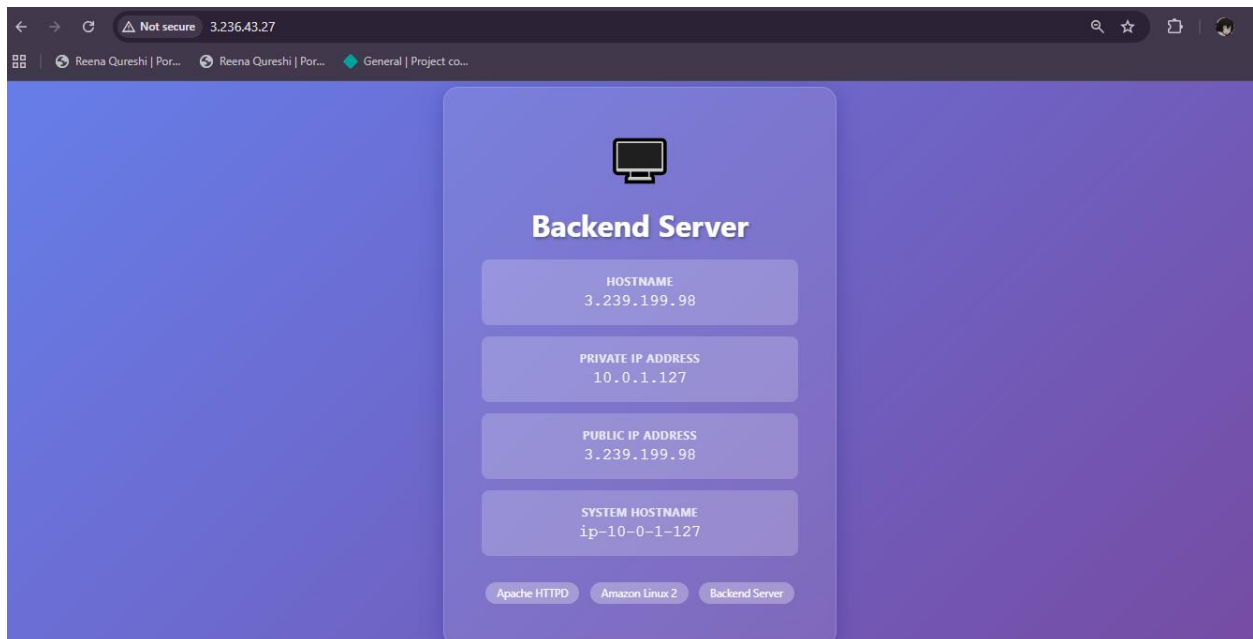 Not secure 3.236.43.27
Reena Qureshi | Por... Reena Qureshi | Por... General | Project co...
Backend Server
HOSTNAME
3.239.199.98
PRIVATE IP ADDRESS
10.0.1.127
PUBLIC IP ADDRESS
3.239.199.98
SYSTEM HOSTNAME
ip-10-0-1-127
Apache HTTPD Amazon Linux 2 Backend Server